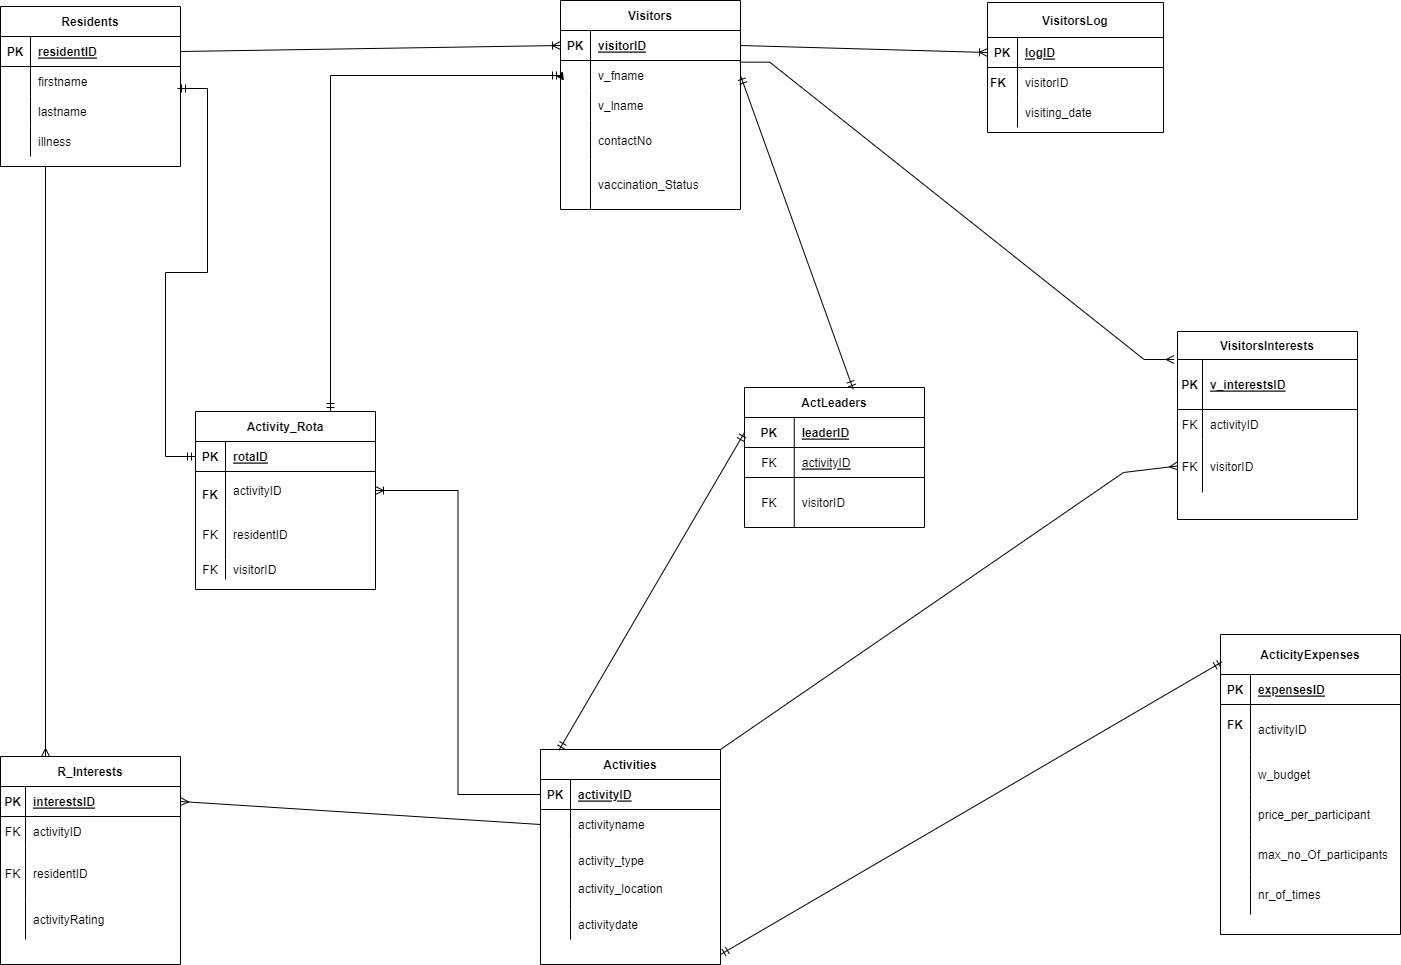 Residents
PK residentID
firstname
lastname
illness
Visitors
PK visitorID
v_fname
v_lname
contactNo
vaccination_Status
VisitorsLog
PK logID
FK visitorID
visiting_date
VisitorsInterests
PK v_interestsID
FK activityID
FK visitorID
ActLeaders
PK leaderID
FK activityID
FK visitorID
Activity_Rota
PK rotaID
FK activityID
FK residentID
FK visitorID
ActicityExpenses
PK expensesID
FK activityID
w_budget
price_per_participant
max_no_Of_participants
nr_of_times
R_Interests
PK interestsID
FK activityID
FK residentID
activityRating
Activities
PK activityID
activityname
activity_type
activity_location
activitydate